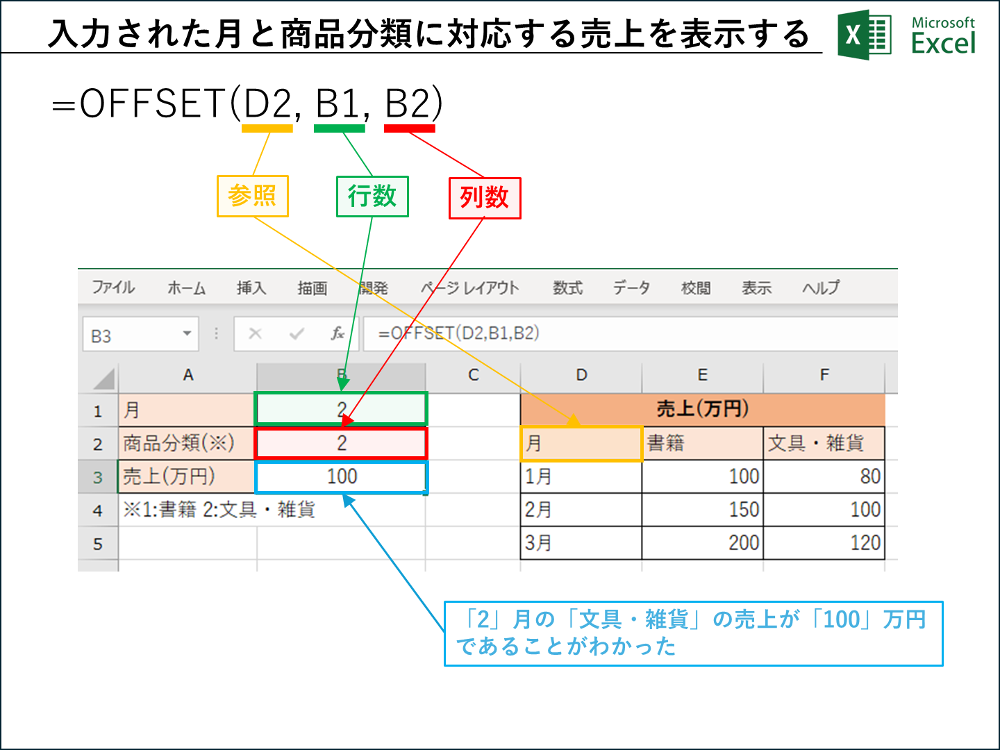 入力された月と商品分類に対応する売上を表示する
X
Microsoft
Excel
=OFFSET(D2, B1, B2)
参照
行数
列数
ファイル ホーム 挿入 描画 開発 ページ レイアウト 数式 データ 校閲 表示 ヘルプ
B3 fx =OFFSET(D2,B1,B2)
A B C D E F
1 月 2 売上(万円)
2 商品分類(※) 2 月 書籍 文具・雑貨
3 売上(万円) 100 1月 100 80
4 ※1:書籍 2:文具・雑貨 2月 150 100
5 3月 200 120
「2」月の「文具・雑貨」の売上が「100」万円
であることがわかった